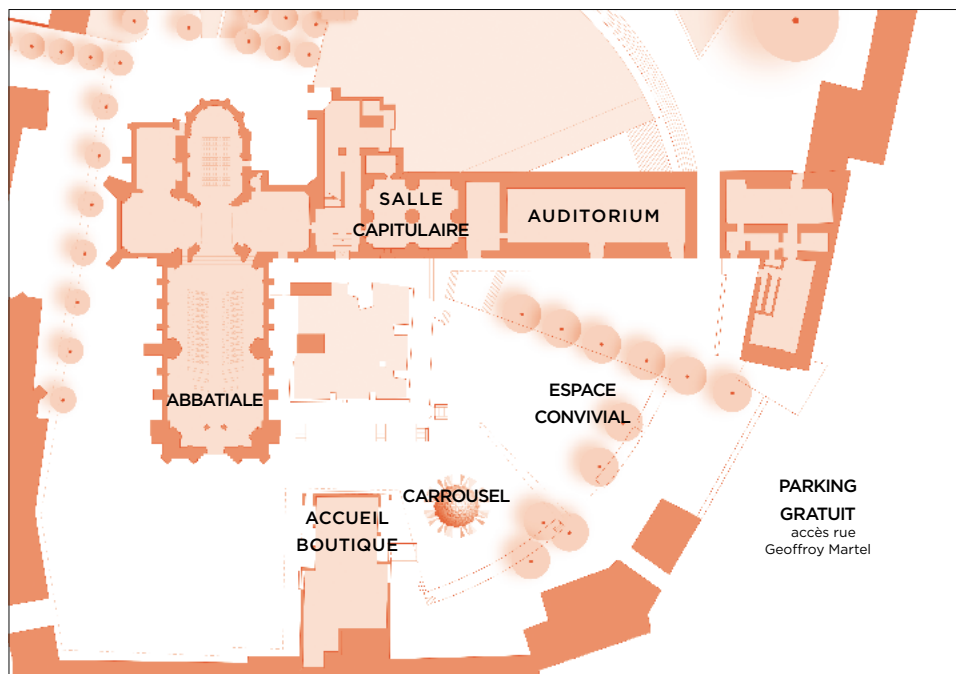 SALLE
CAPITULAIRE
AUDITORIUM
ABBATIALE
ESPACE
CONVIVIAL
CARROUSEL
ACCUEIL
BOUTIQUE
PARKING
GRATUIT
accès rue
Geoffroy Martel